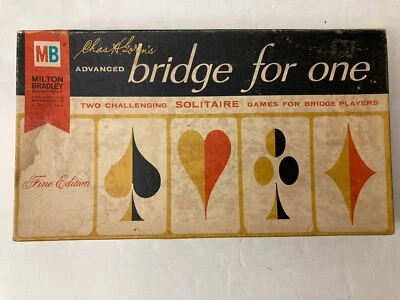 MB
MILTON
BRADLEY
Chas H. Goren's
ADVANCED bridge for one
TWO CHALLENGING SOLITAIRE GAMES FOR BRIDGE PLAYERS
Fine Edition